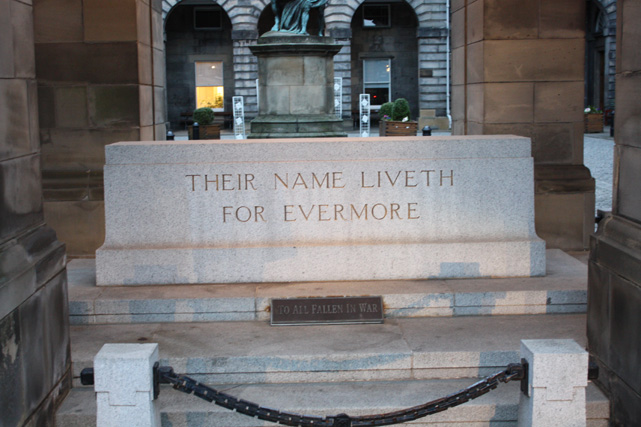 THEIR NAME LIVETH
FOR EVERMORE
TO ALL FALLEN IN WAR